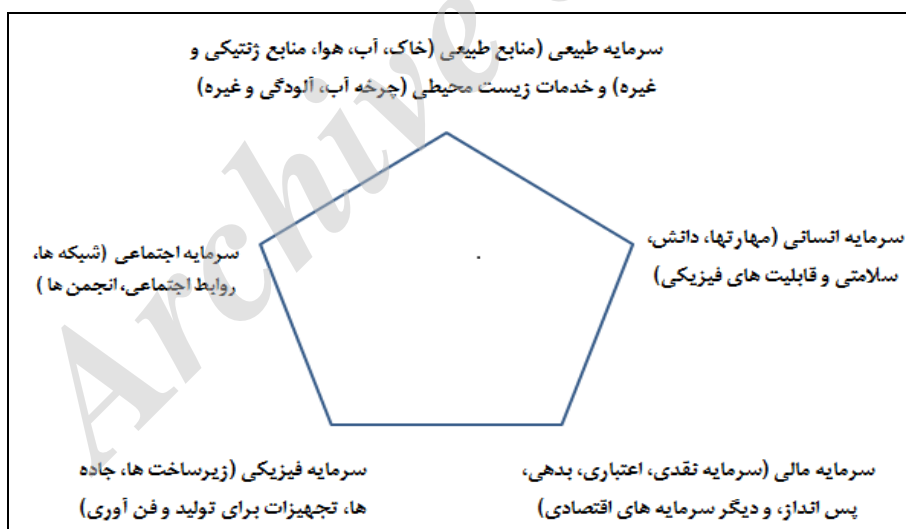 سرمایه طبیعی (منابع طبیعی (خاک، آب، هوا، منابع ژنتیکی و
غیره) و خدمات زیست محیطی (چرخه آب، آلودگی و غیره)
سرمایه انسانی (مهارتها، دانش،
سلامتی و قابلیت های فیزیکی)
سرمایه اجتماعی (شبکه ها،
روابط اجتماعی، انجمن ها )
سرمایه مالی (سرمایه نقدی، اعتباری، بدهی،
پس انداز، و دیگر سرمایه های اقتصادی)
سرمایه فیزیکی (زیرساخت ها، جاده
ها، تجهیزات برای تولید و فن آوری)
Archive